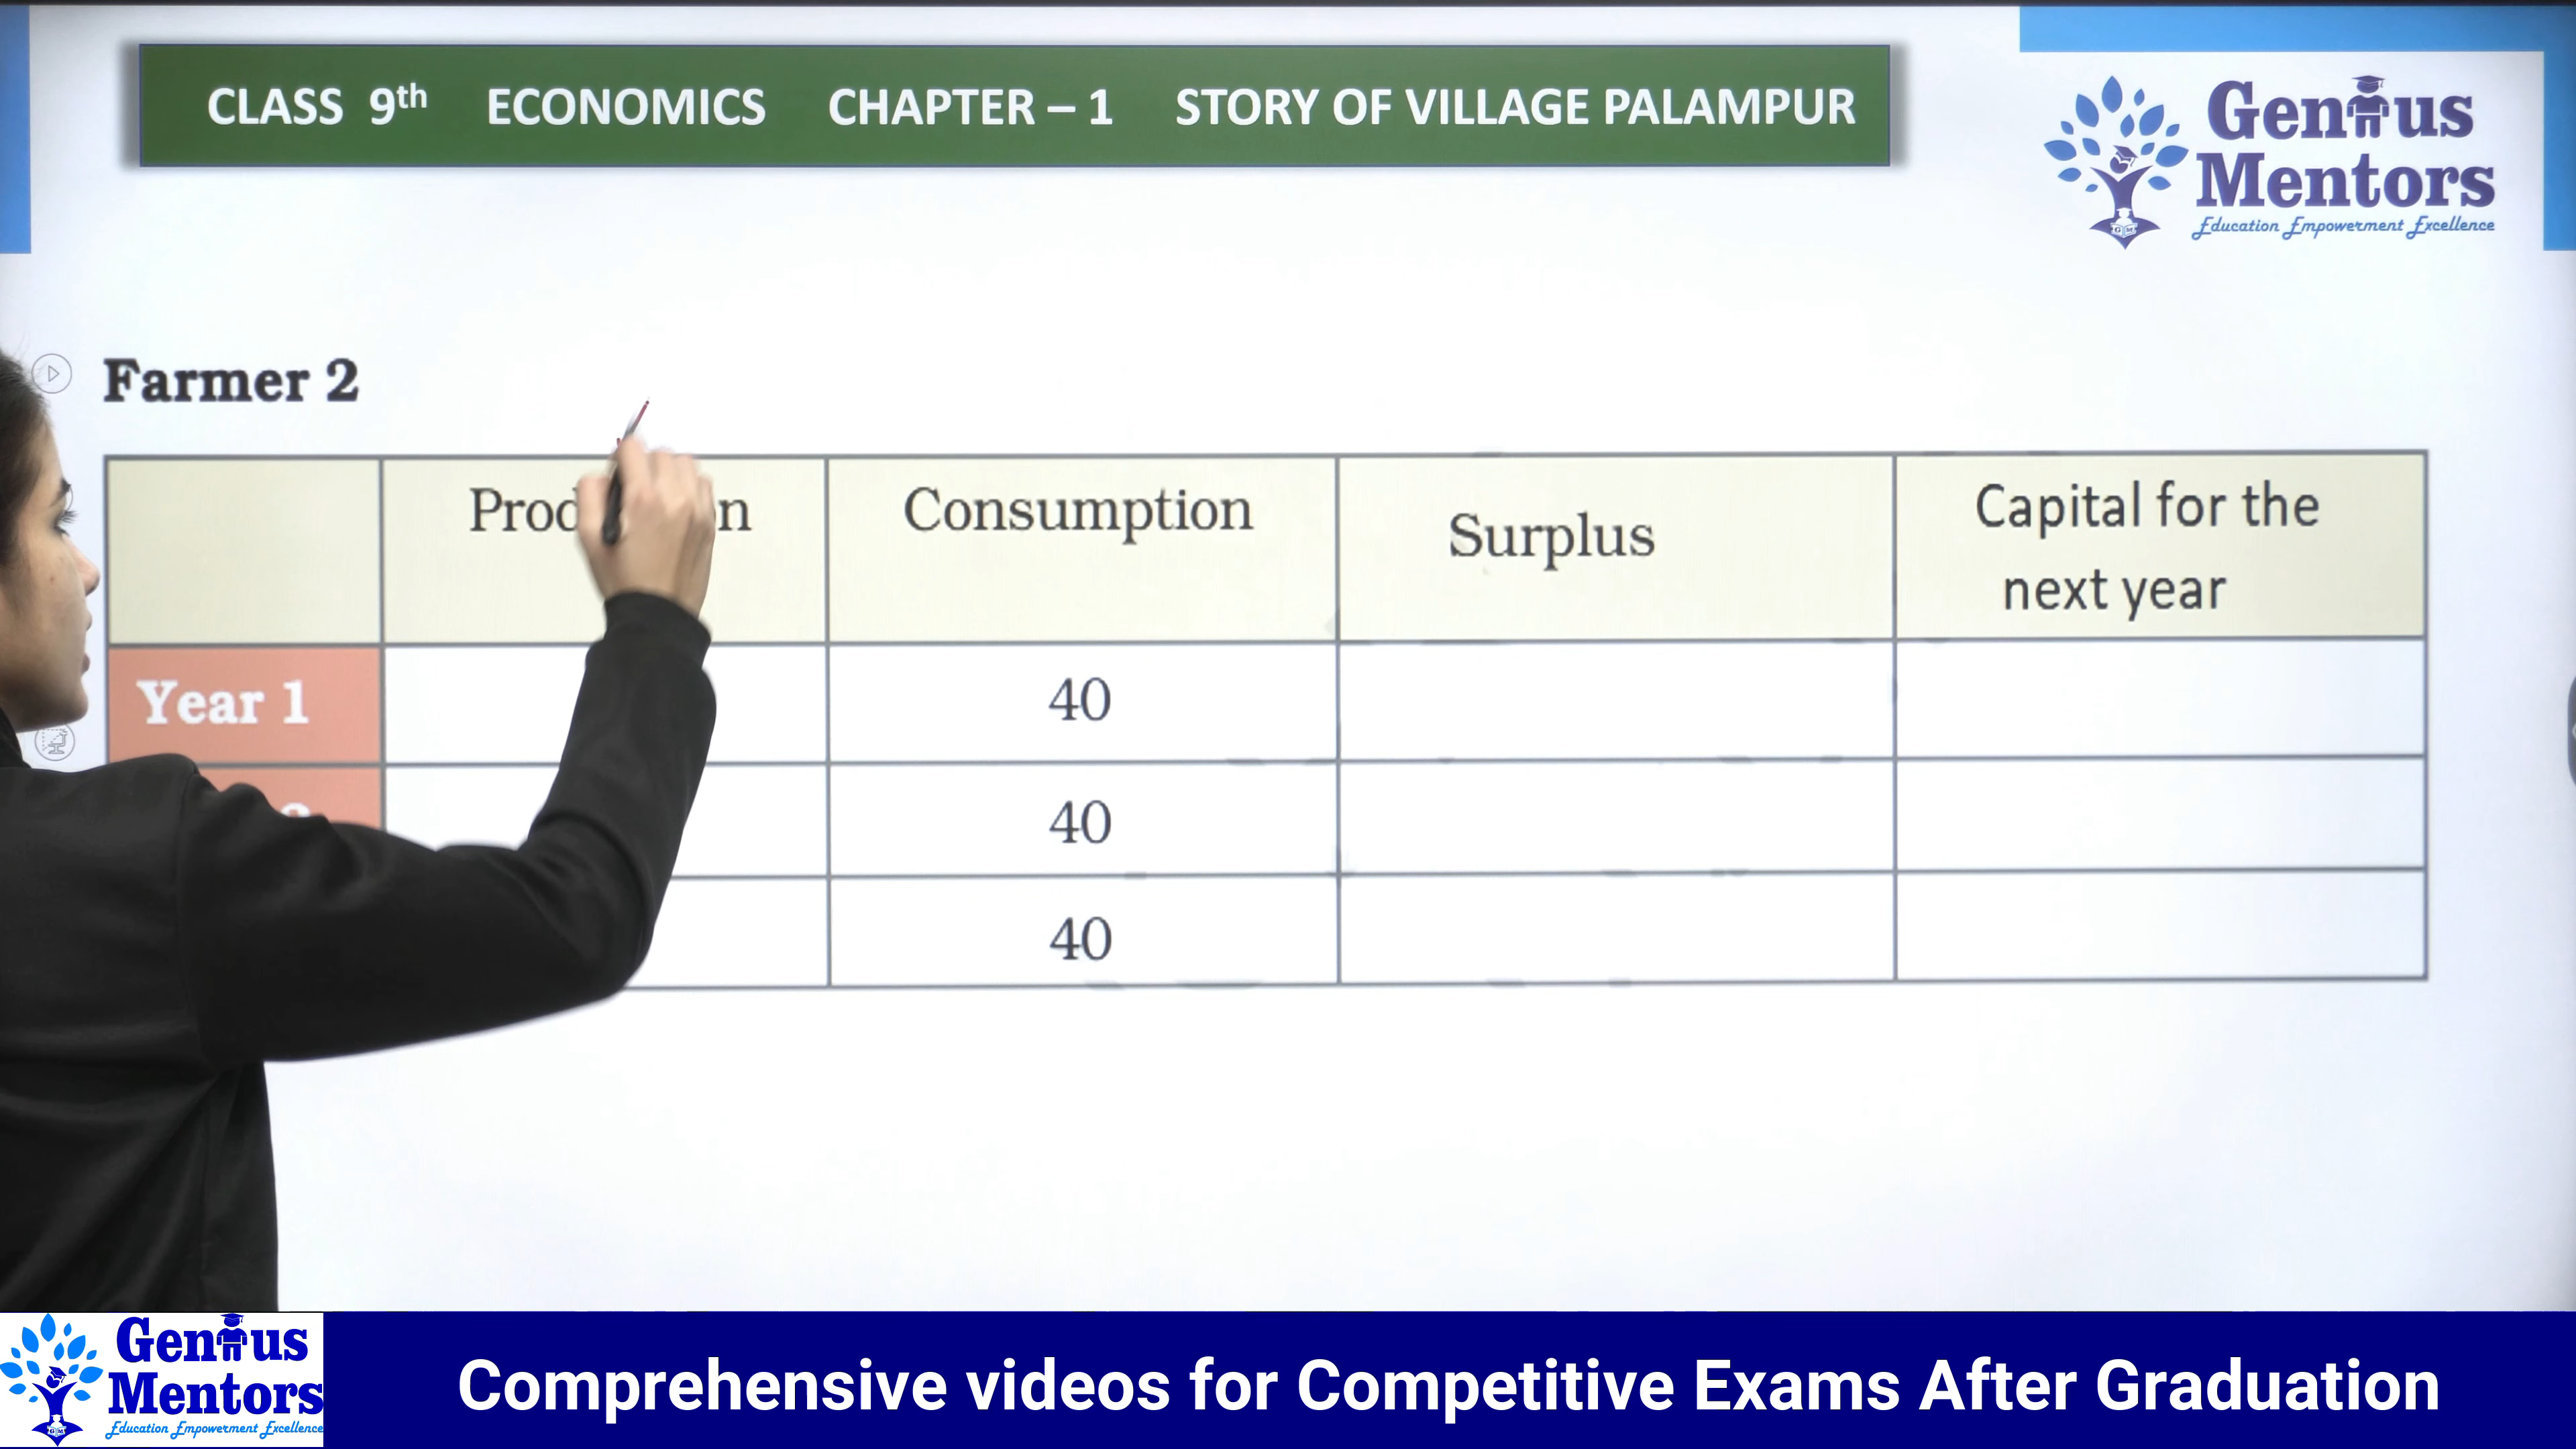 CLASS 9th ECONOMICS CHAPTER – 1 STORY OF VILLAGE PALAMPUR
Genius
Mentors
Education Empowerment Excellence
Farmer 2
Consumption Surplus Capital for the
next year
Year 1 40
40
40
Genius
Mentors
Education Empowerment Excellence
Comprehensive videos for Competitive Exams After Graduation